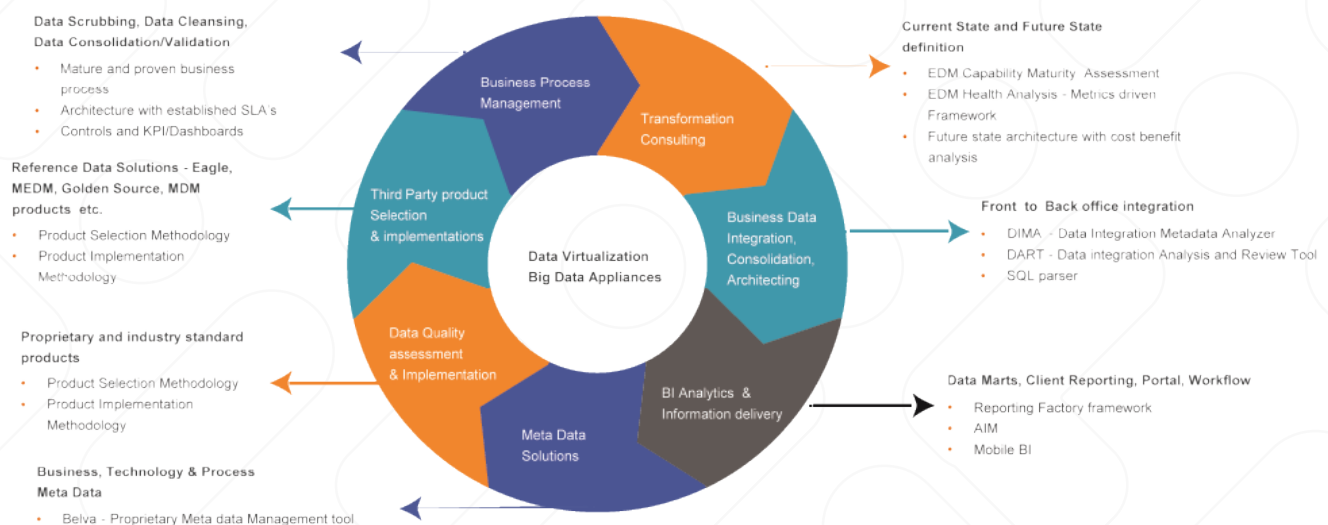 Data Scrubbing, Data Cleansing,
Data Consolidation/Validation
• Mature and proven business
process
• Architecture with established SLA's
• Controls and KPI/Dashboards
Reference Data Solutions - Eagle,
MEDM, Golden Source, MDM
products etc.
• Product Selection Methodology
• Product Implementation
Methodology
Proprietary and industry standard
products
• Product Selection Methodology
• Product Implementation
Methodology
Business, Technology & Process
Meta Data
• Belva - Proprietary Meta data Management tool
Business Process
Management
Transformation
Consulting
Third Party product
Selection
& implementations
Business Data
Integration,
Consolidation,
Architecting
Data Virtualization
Big Data Appliances
Data Quality
assessment
& Implementation
BI Analytics &
Information delivery
Meta Data
Solutions
Current State and Future State
definition
• EDM Capability Maturity Assessment
• EDM Health Analysis - Metrics driven
Framework
• Future state architecture with cost benefit
analysis
Front to Back office integration
• DIMA - Data Integration Metadata Analyzer
• DART - Data integration Analysis and Review Tool
• SQL parser
Data Marts, Client Reporting, Portal, Workflow
• Reporting Factory framework
• AIM
• Mobile BI